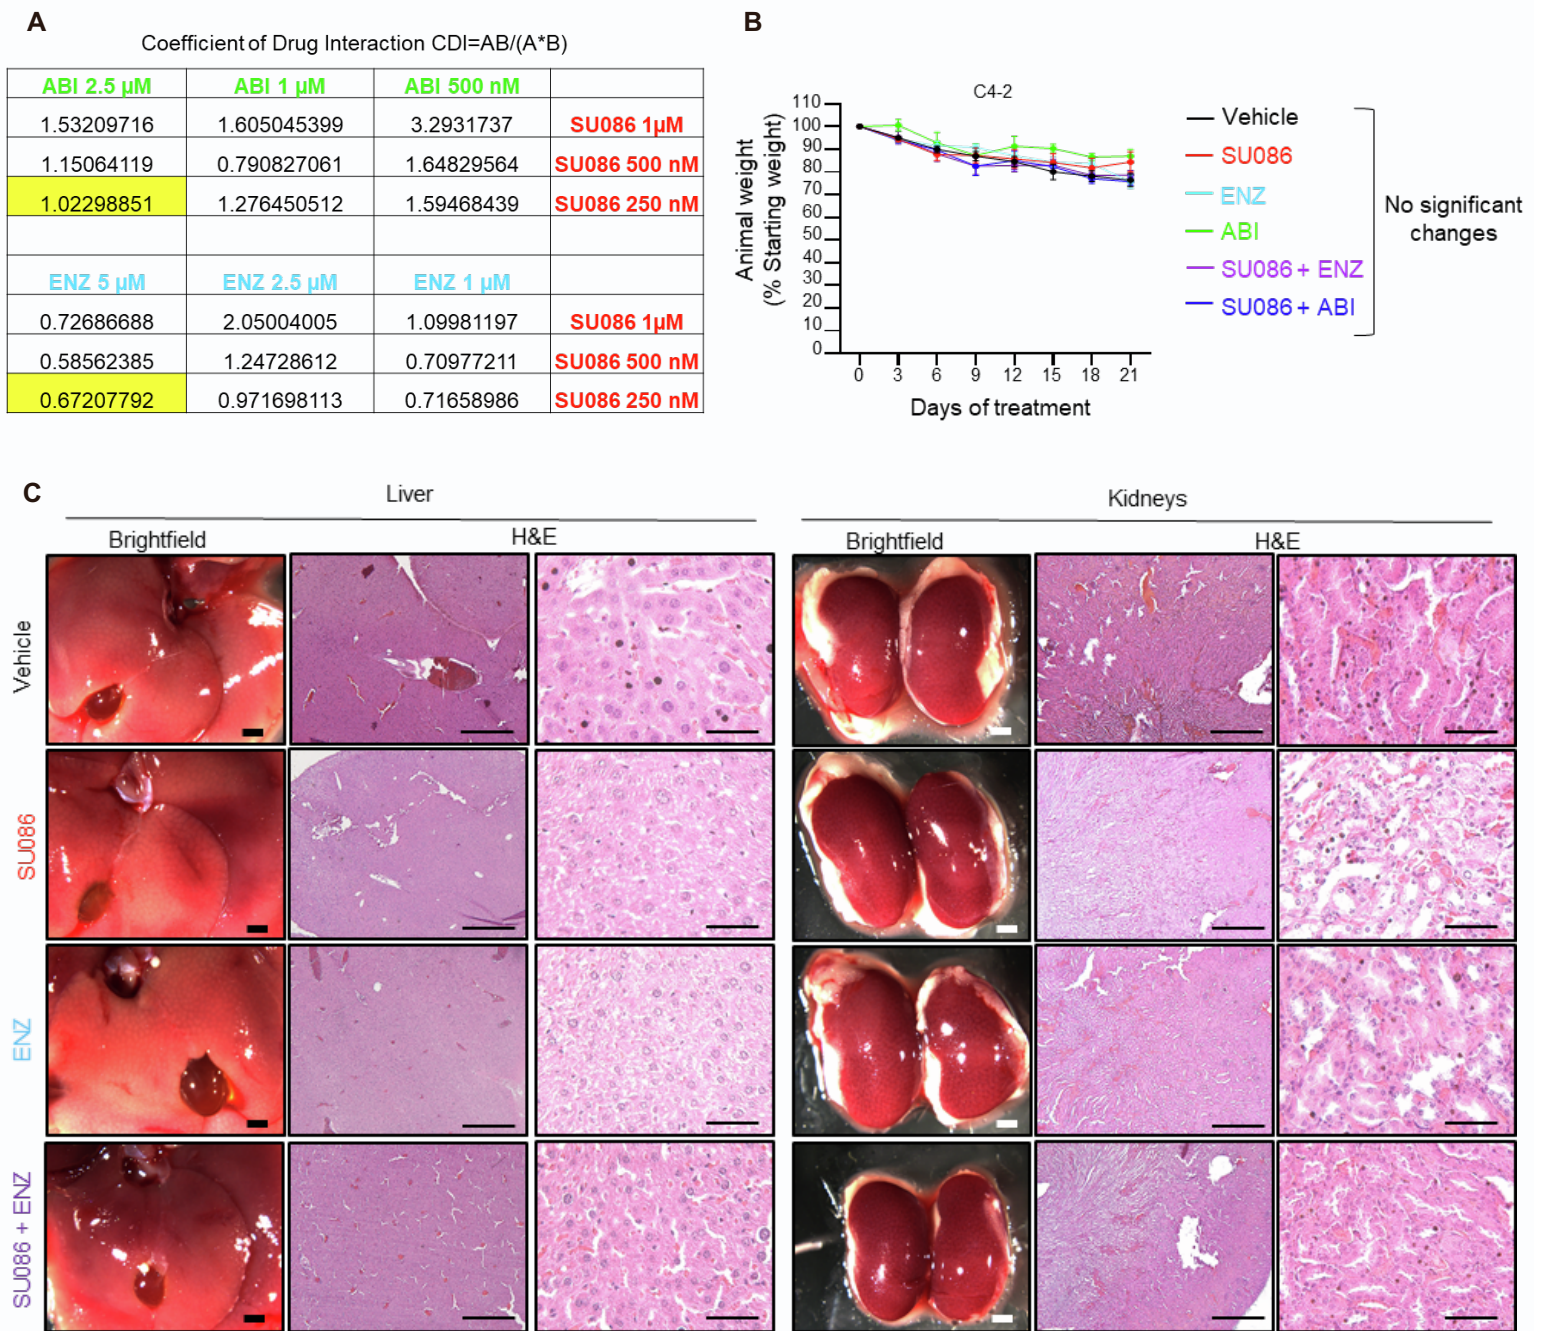 A
Coefficient of Drug Interaction CDI=AB/(A*B)
ABI 2.5 µM ABI 1 µM ABI 500 nM
1.53209716 1.605045399 3.2931737 SU086 1µM
1.15064119 0.790827061 1.64829564 SU086 500 nM
1.02298851 1.276450512 1.59468439 SU086 250 nM
ENZ 5 µM ENZ 2.5 µM ENZ 1 µM
0.72686688 2.05004005 1.09981197 SU086 1µM
0.58562385 1.24728612 0.70977211 SU086 500 nM
0.67207792 0.971698113 0.71658986 SU086 250 nM
B
C4-2
Animal weight
(% Starting weight)
110
100
90
80
70
60
50
40
30
20
10
0
0 3 6 9 12 15 18 21
Days of treatment
Vehicle
SU086
ENZ
ABI
SU086 + ENZ
SU086 + ABI
No significant
changes
C
Liver Kidneys
Brightfield H&E Brightfield H&E
Vehicle
SU086
ENZ
SU086 + ENZ